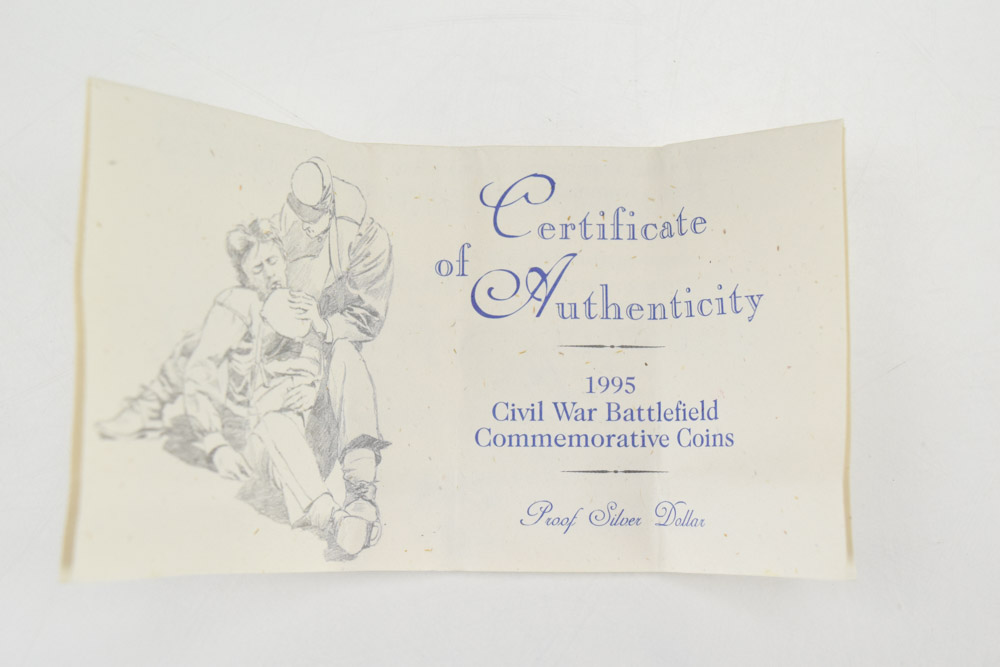 Certificate
of
Authenticity
1995
Civil War Battlefield
Commemorative Coins
Proof Silver Dollar